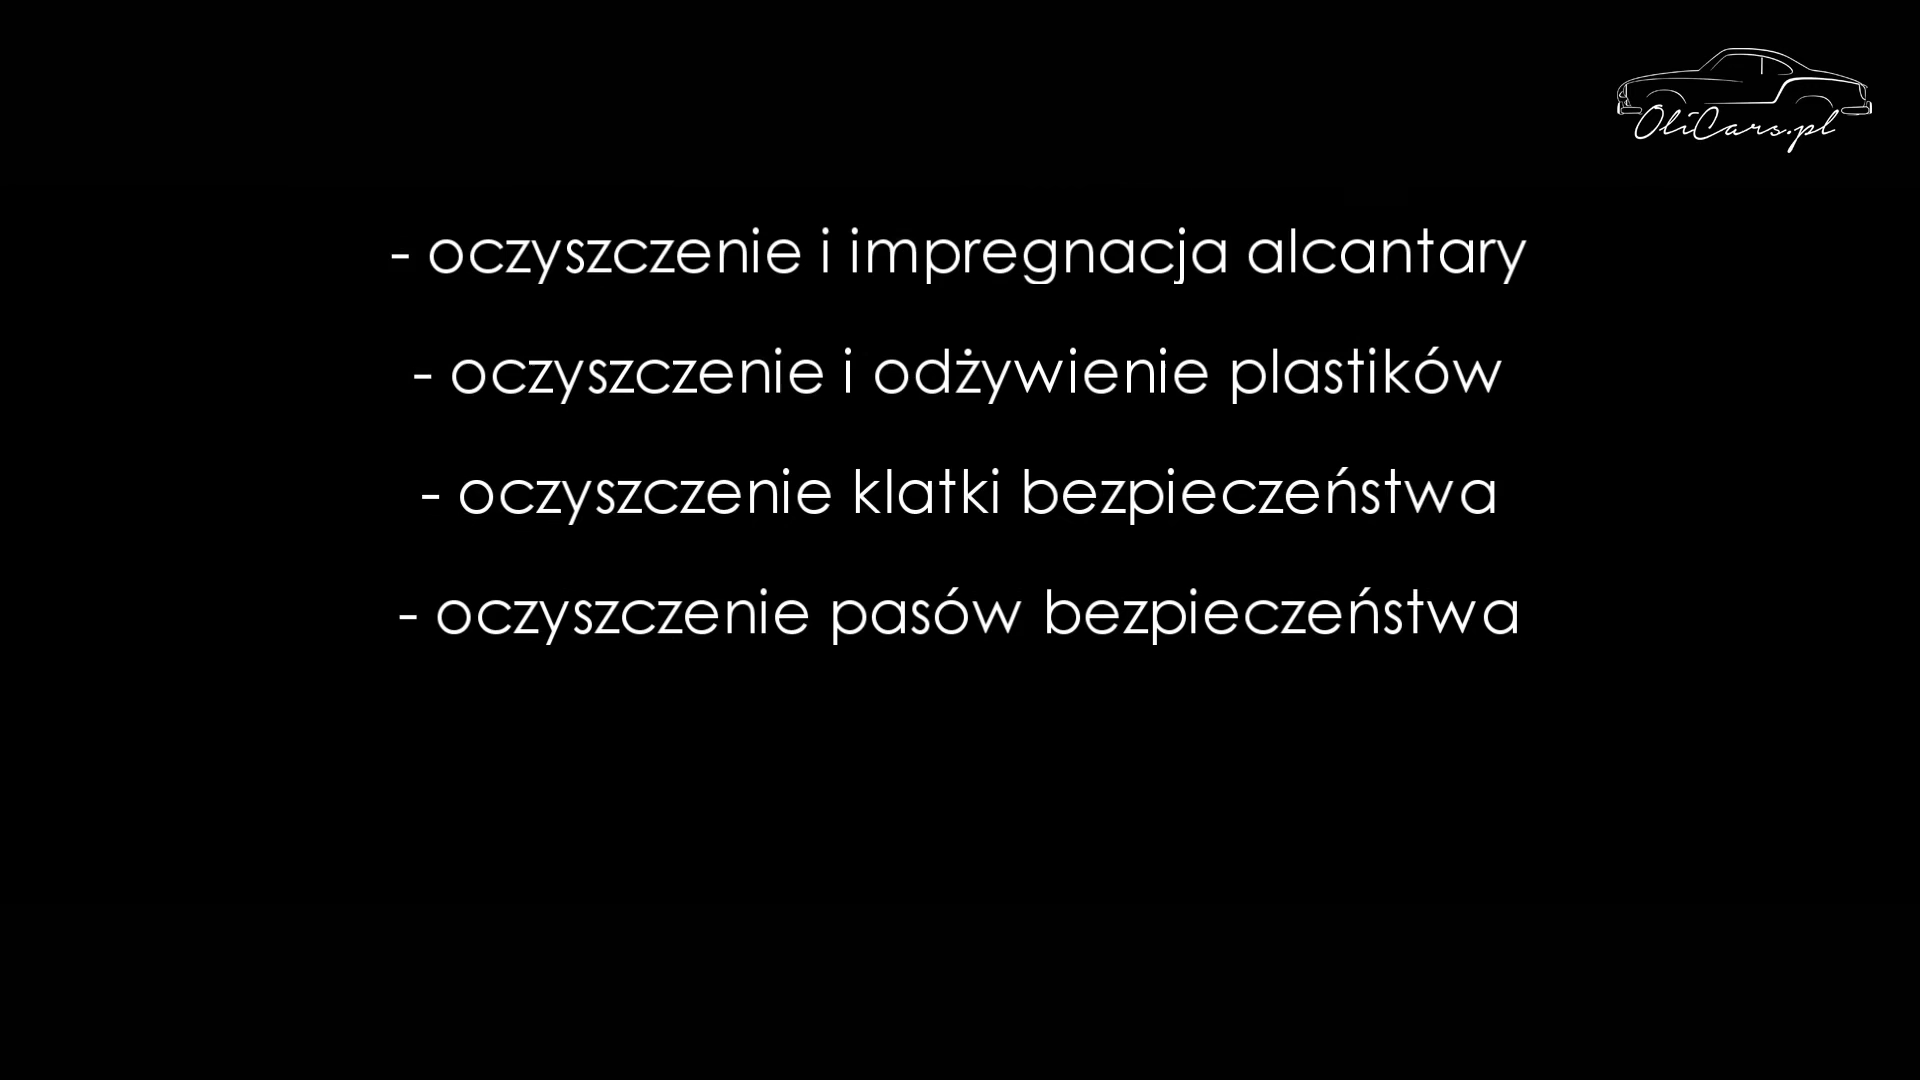 OliCars.pl
- oczyszczenie i impregnacja alcantary
- oczyszczenie i odżywienie plastików
- oczyszczenie klatki bezpieczeństwa
- oczyszczenie pasów bezpieczeństwa